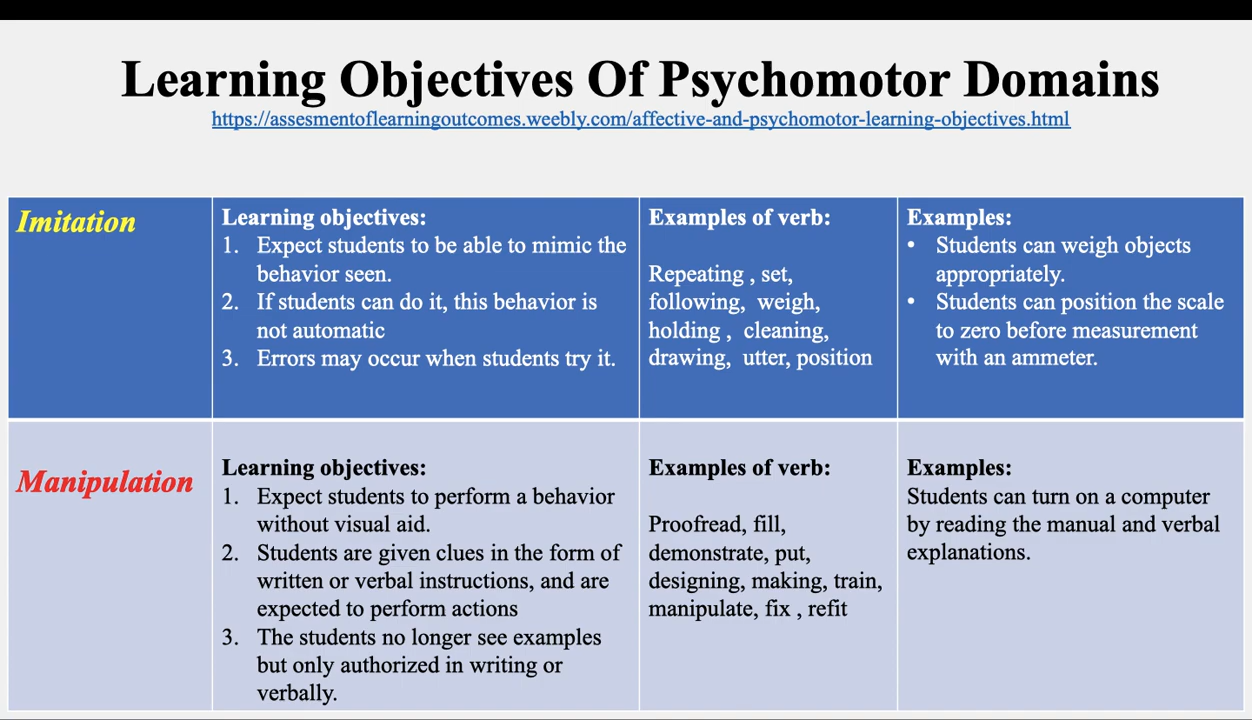 Learning Objectives Of Psychomotor Domains
https://assesmentoflearningoutcomes.weebly.com/affective-and-psychomotor-learning-objectives.html
Imitation
Learning objectives:
1. Expect students to be able to mimic the
behavior seen.
2. If students can do it, this behavior is
not automatic
3. Errors may occur when students try it.
Examples of verb:
Repeating , set,
following, weigh,
holding , cleaning,
drawing, utter, position
Examples:
• Students can weigh objects
appropriately.
• Students can position the scale
to zero before measurement
with an ammeter.
Manipulation
Learning objectives:
1. Expect students to perform a behavior
without visual aid.
2. Students are given clues in the form of
written or verbal instructions, and are
expected to perform actions
3. The students no longer see examples
but only authorized in writing or
verbally.
Examples of verb:
Proofread, fill,
demonstrate, put,
designing, making, train,
manipulate, fix , refit
Examples:
Students can turn on a computer
by reading the manual and verbal
explanations.